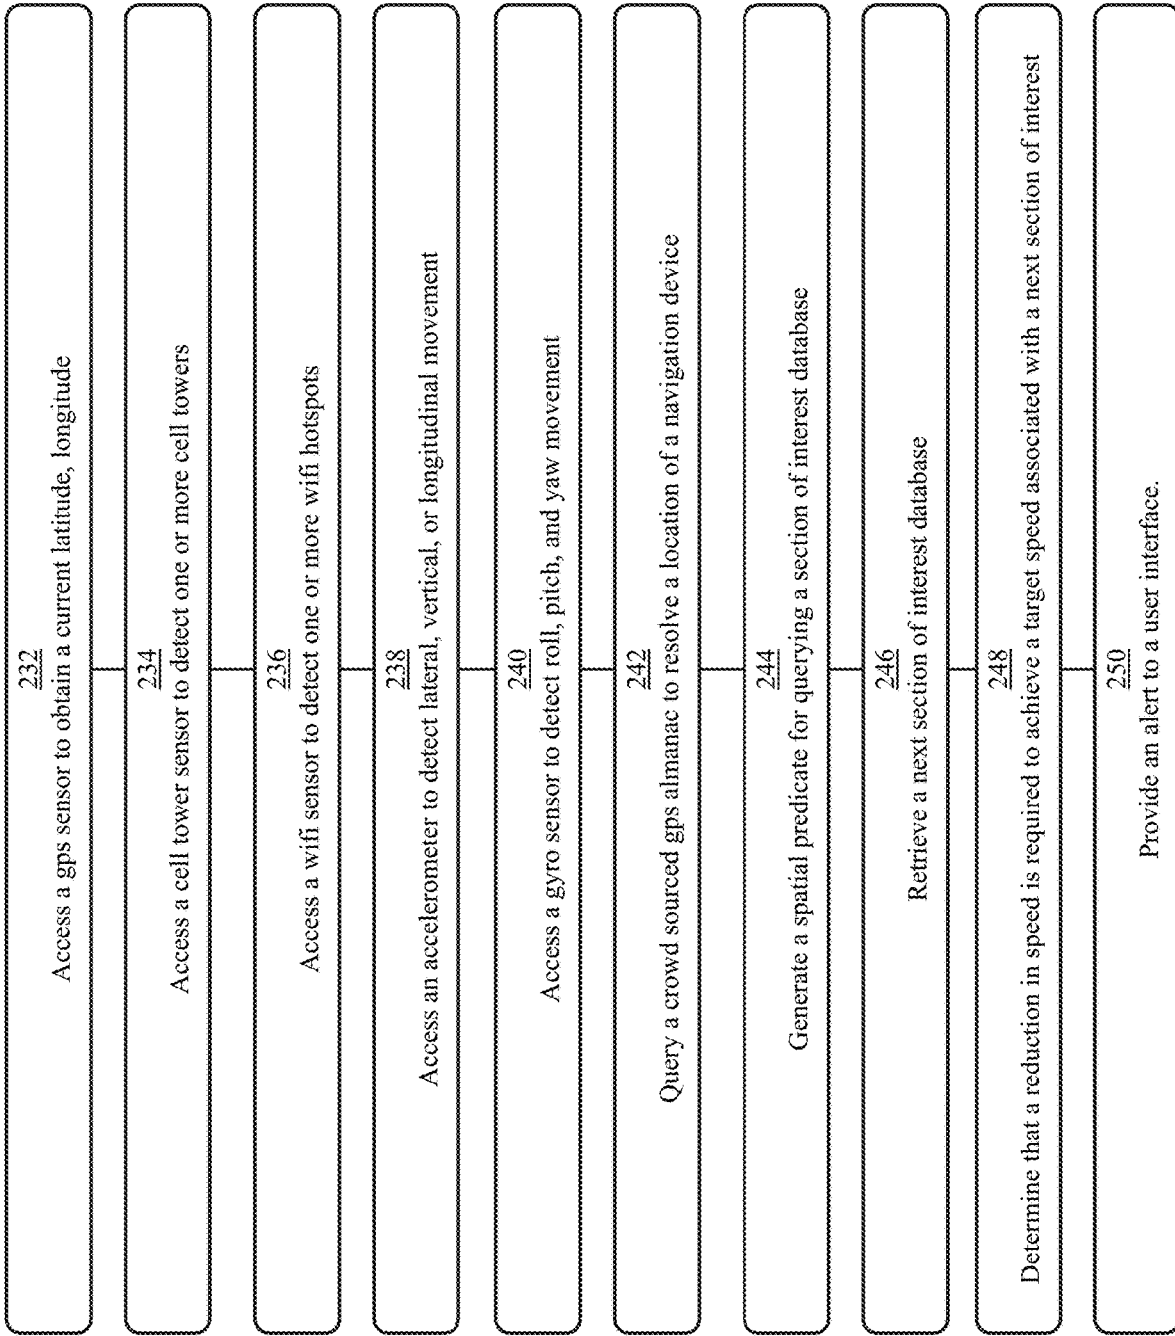 232
Access a gps sensor to obtain a current latitude, longitude
234
Access a cell tower sensor to detect one or more cell towers
236
Access a wifi sensor to detect one or more wifi hotspots
238
Access an accelerometer to detect lateral, vertical, or longitudinal movement
240
Access a gyro sensor to detect roll, pitch, and yaw movement
242
Query a crowd sourced gps almanac to resolve a location of a navigation device
244
Generate a spatial predicate for querying a section of interest database
246
Retrieve a next section of interest database
248
Determine that a reduction in speed is required to achieve a target speed associated with a next section of interest
250
Provide an alert to a user interface.